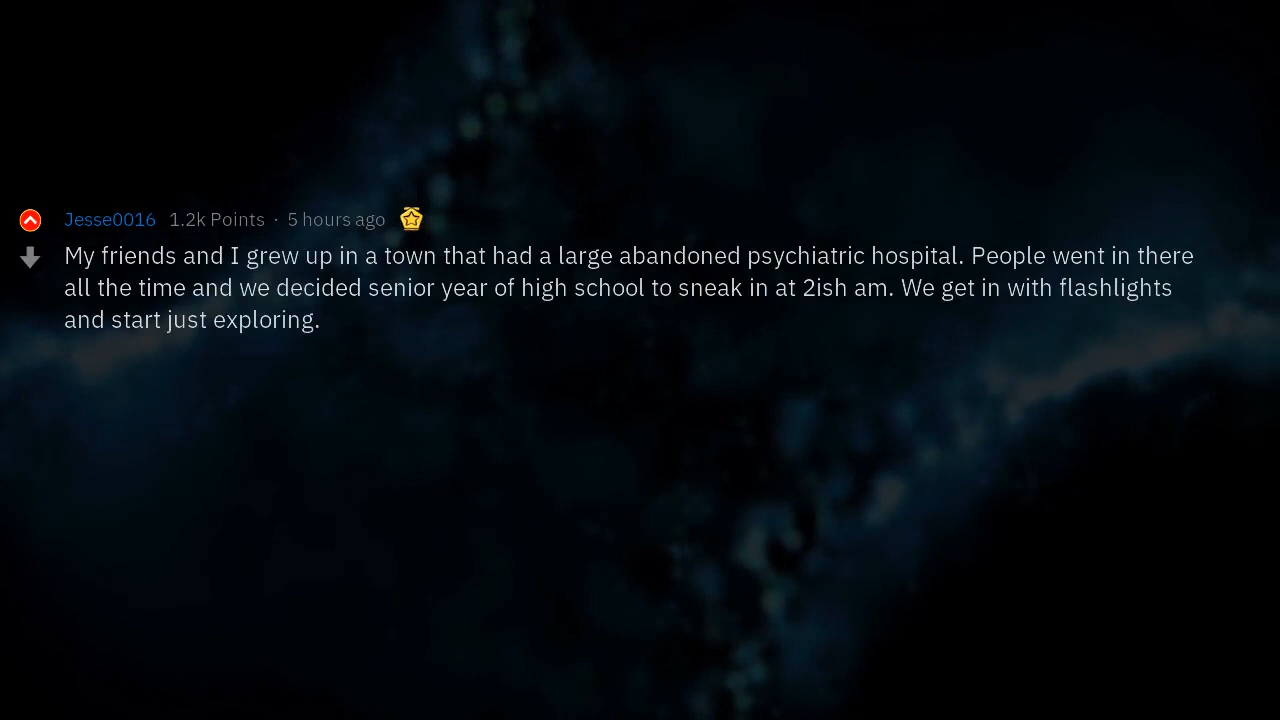 Jesse0016 1.2k Points · 5 hours ago
My friends and I grew up in a town that had a large abandoned psychiatric hospital. People went in there
all the time and we decided senior year of high school to sneak in at 2ish am. We get in with flashlights
and start just exploring.